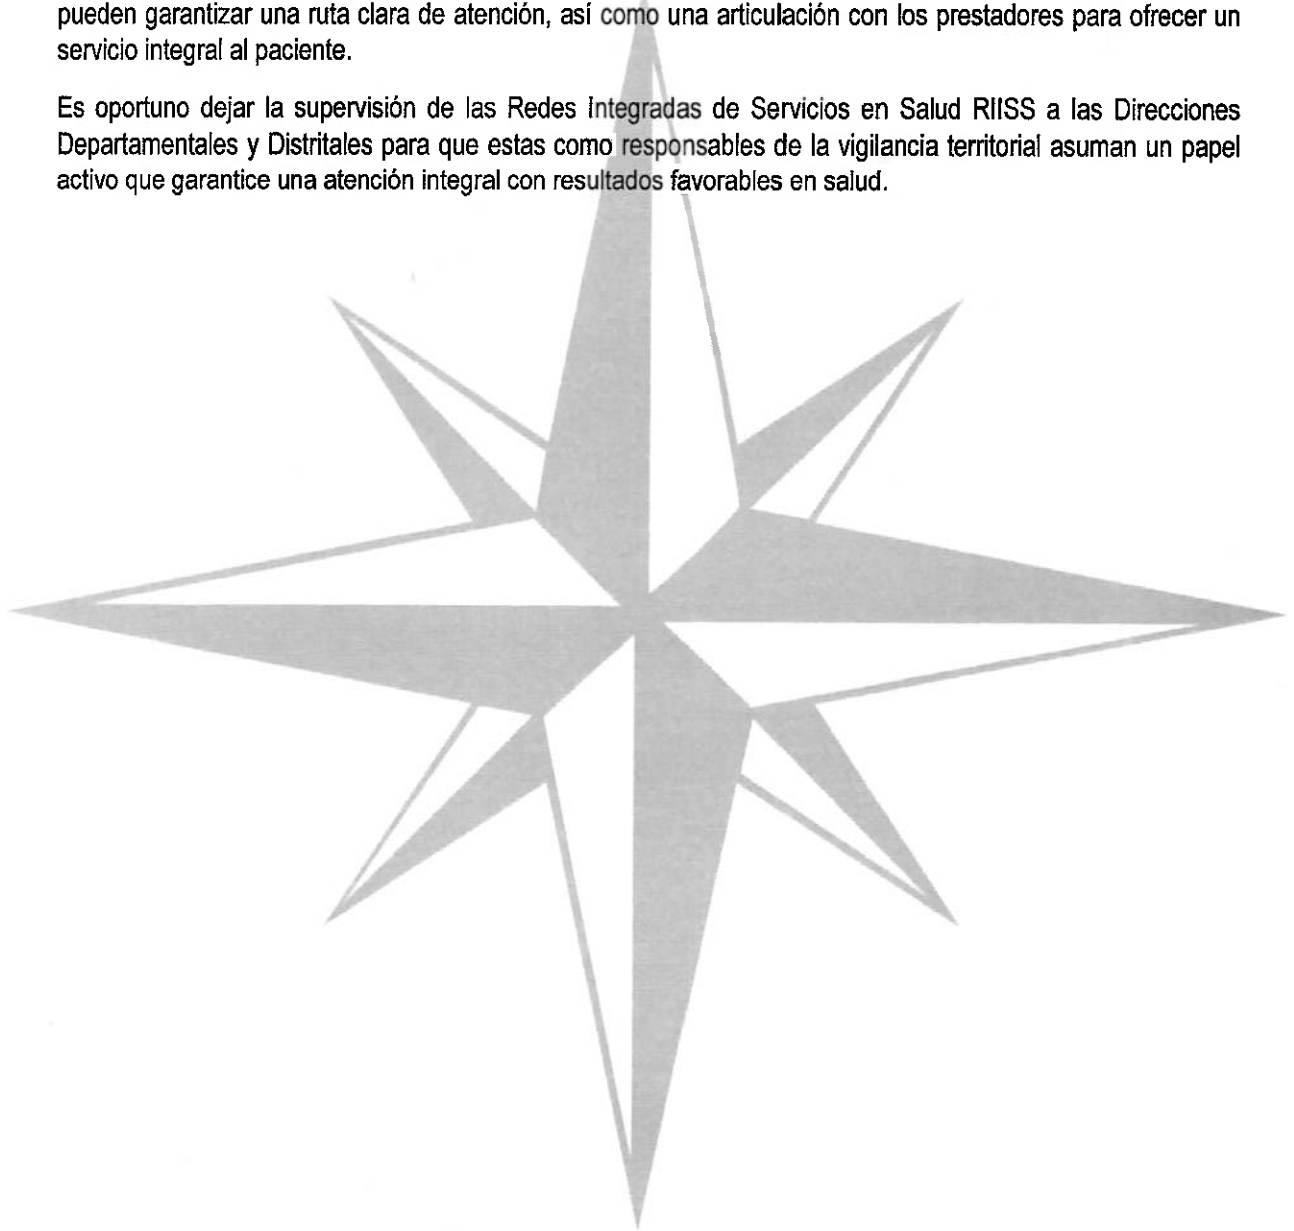 pueden garantizar una ruta clara de atención, así como una articulación con los prestadores para ofrecer un
servicio integral al paciente.
Es oportuno dejar la supervisión de las Redes Integradas de Servicios en Salud RIISS a las Direcciones
Departamentales y Distritales para que estas como responsables de la vigilancia territorial asuman un papel
activo que garantice una atención integral con resultados favorables en salud.